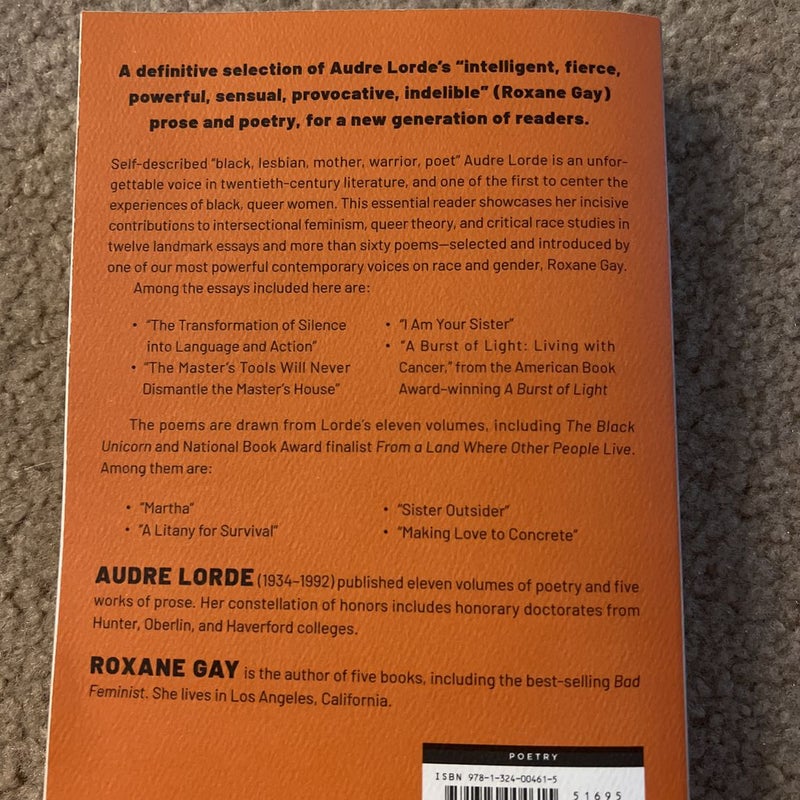 A definitive selection of Audre Lorde's "intelligent, fierce,
powerful, sensual, provocative, indelible" (Roxane Gay)
prose and poetry, for a new generation of readers.
Self-described "black, lesbian, mother, warrior, poet" Audre Lorde is an unfor-
gettable voice in twentieth-century literature, and one of the first to center the
experiences of black, queer women. This essential reader showcases her incisive
contributions to intersectional feminism, queer theory, and critical race studies in
twelve landmark essays and more than sixty poems—selected and introduced by
one of our most powerful contemporary voices on race and gender, Roxane Gay.
Among the essays included here are:
• "The Transformation of Silence
into Language and Action"
• "The Master's Tools Will Never
Dismantle the Master's House"
• "I Am Your Sister"
• "A Burst of Light: Living with
Cancer," from the American Book
Award-winning A Burst of Light
The poems are drawn from Lorde's eleven volumes, including The Black
Unicorn and National Book Award finalist From a Land Where Other People Live.
Among them are:
• "Martha"
• "A Litany for Survival"
• "Sister Outsider"
• "Making Love to Concrete"
AUDRE LORDE (1934–1992) published eleven volumes of poetry and five
works of prose. Her constellation of honors includes honorary doctorates from
Hunter, Oberlin, and Haverford colleges.
ROXANE GAY is the author of five books, including the best-selling Bad
Feminist. She lives in Los Angeles, California.
POETRY
ISBN 978-1-324-00461-5
51695